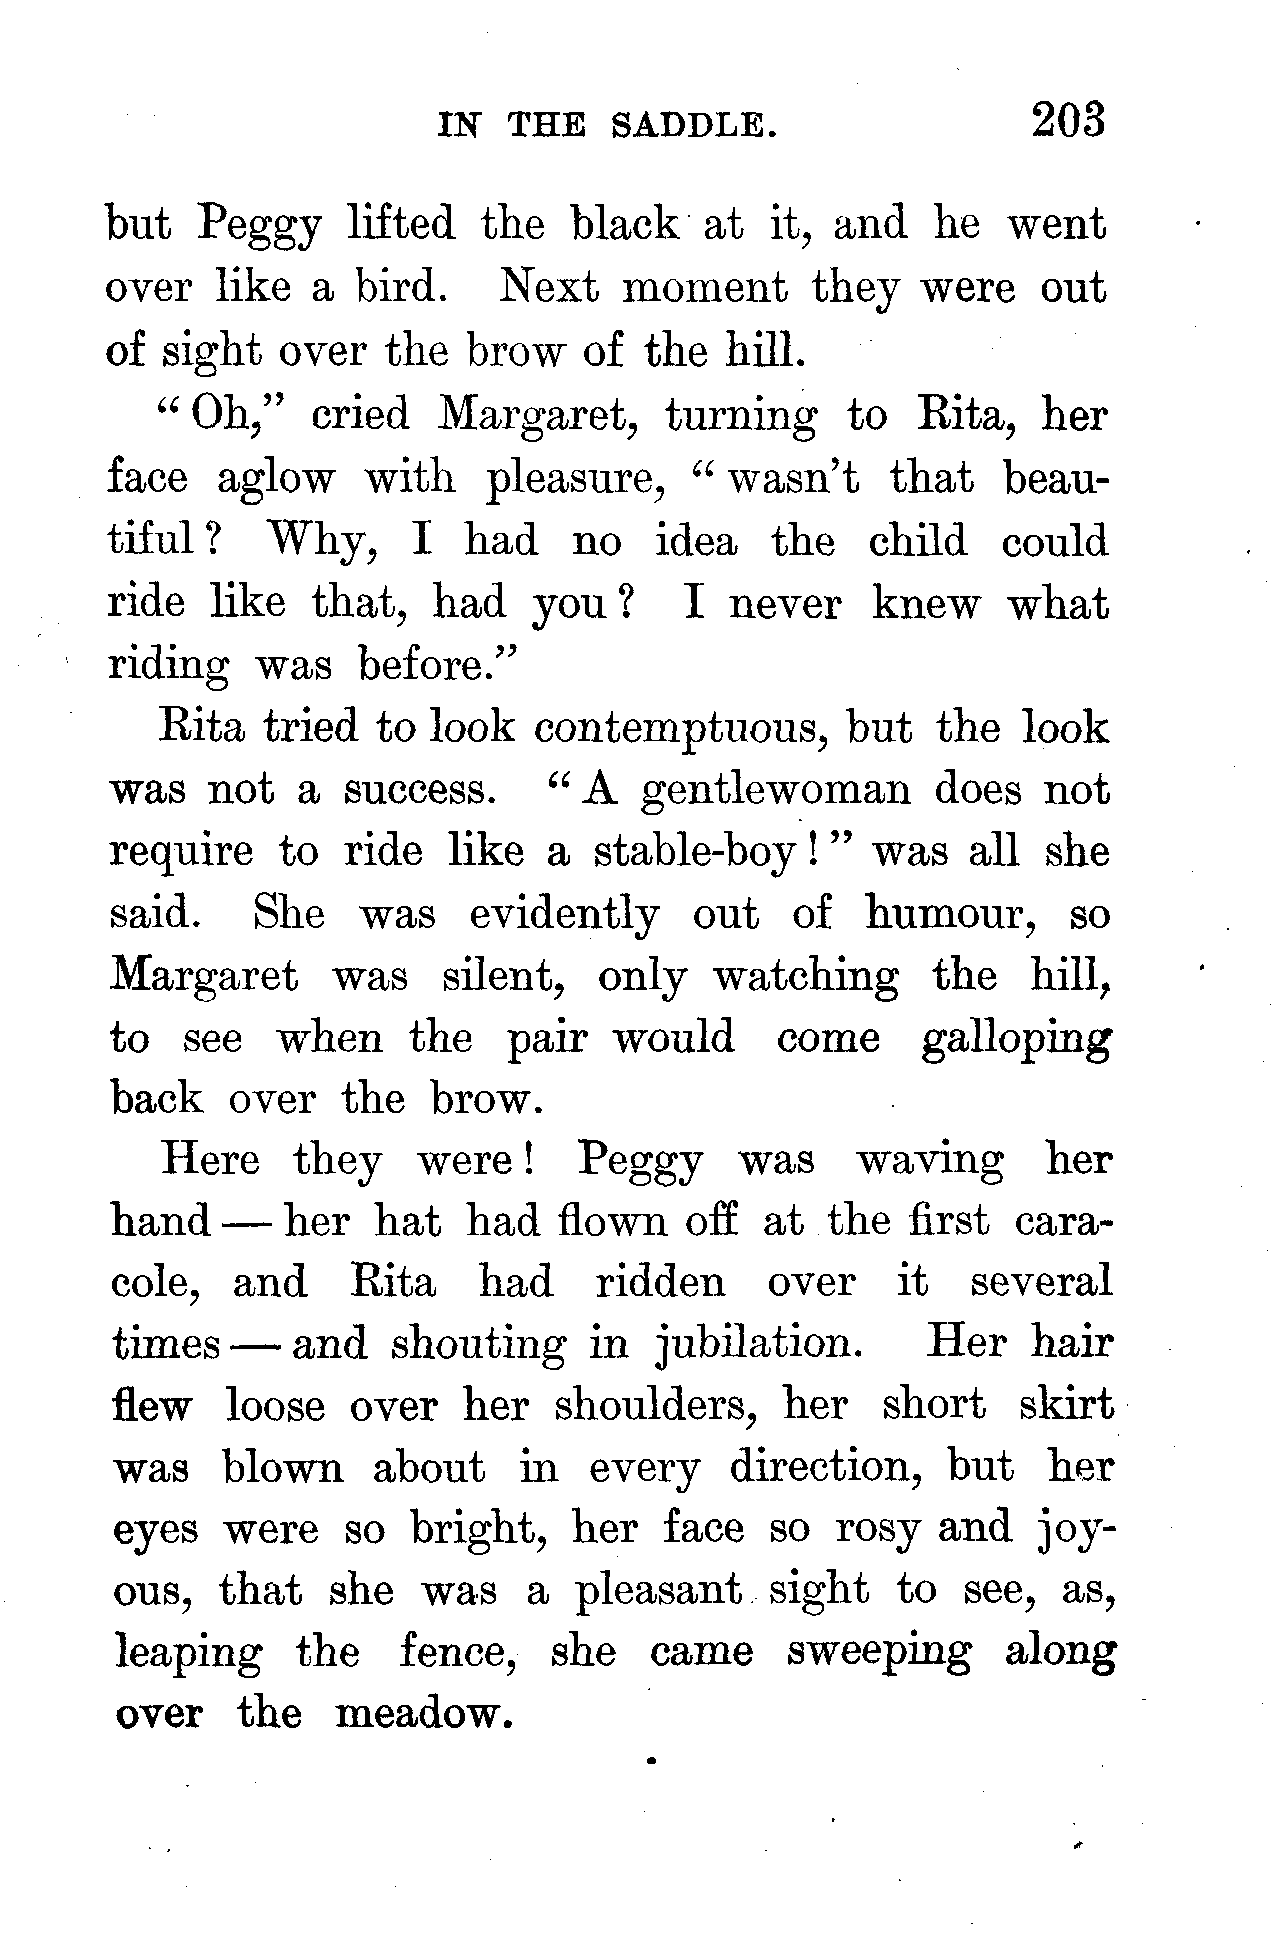 IN THE SADDLE. 203
but Peggy lifted the black at it, and he went
over like a bird. Next moment they were out
of sight over the brow of the hill.
“ Oh,” cried Margaret, turning to Rita, her
face aglow with pleasure, “ wasn’t that beau-
tiful ? Why, I had no idea the child could
ride like that, had you ? I never knew what
riding was before.”
Rita tried to look contemptuous, but the look
was not a success. “ A gentlewoman does not
require to ride like a stable-boy ! ” was all she
said. She was evidently out of humour, so
Margaret was silent, only watching the hill,
to see when the pair would come galloping
back over the brow.
Here they were ! Peggy was waving her
hand — her hat had flown off at the first cara-
cole, and Rita had ridden over it several
times — and shouting in jubilation. Her hair
flew loose over her shoulders, her short skirt
was blown about in every direction, but her
eyes were so bright, her face so rosy and joy-
ous, that she was a pleasant sight to see, as,
leaping the fence, she came sweeping along
over the meadow.